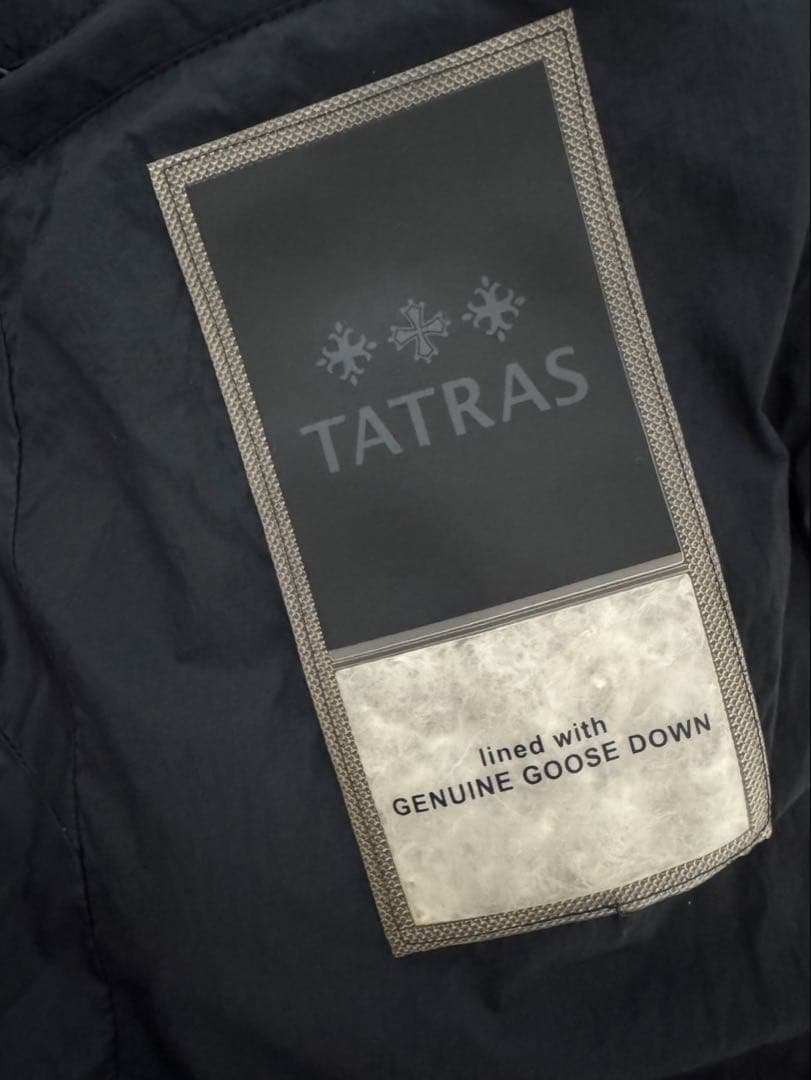 TATRAS
lined with
GENUINE GOOSE DOWN